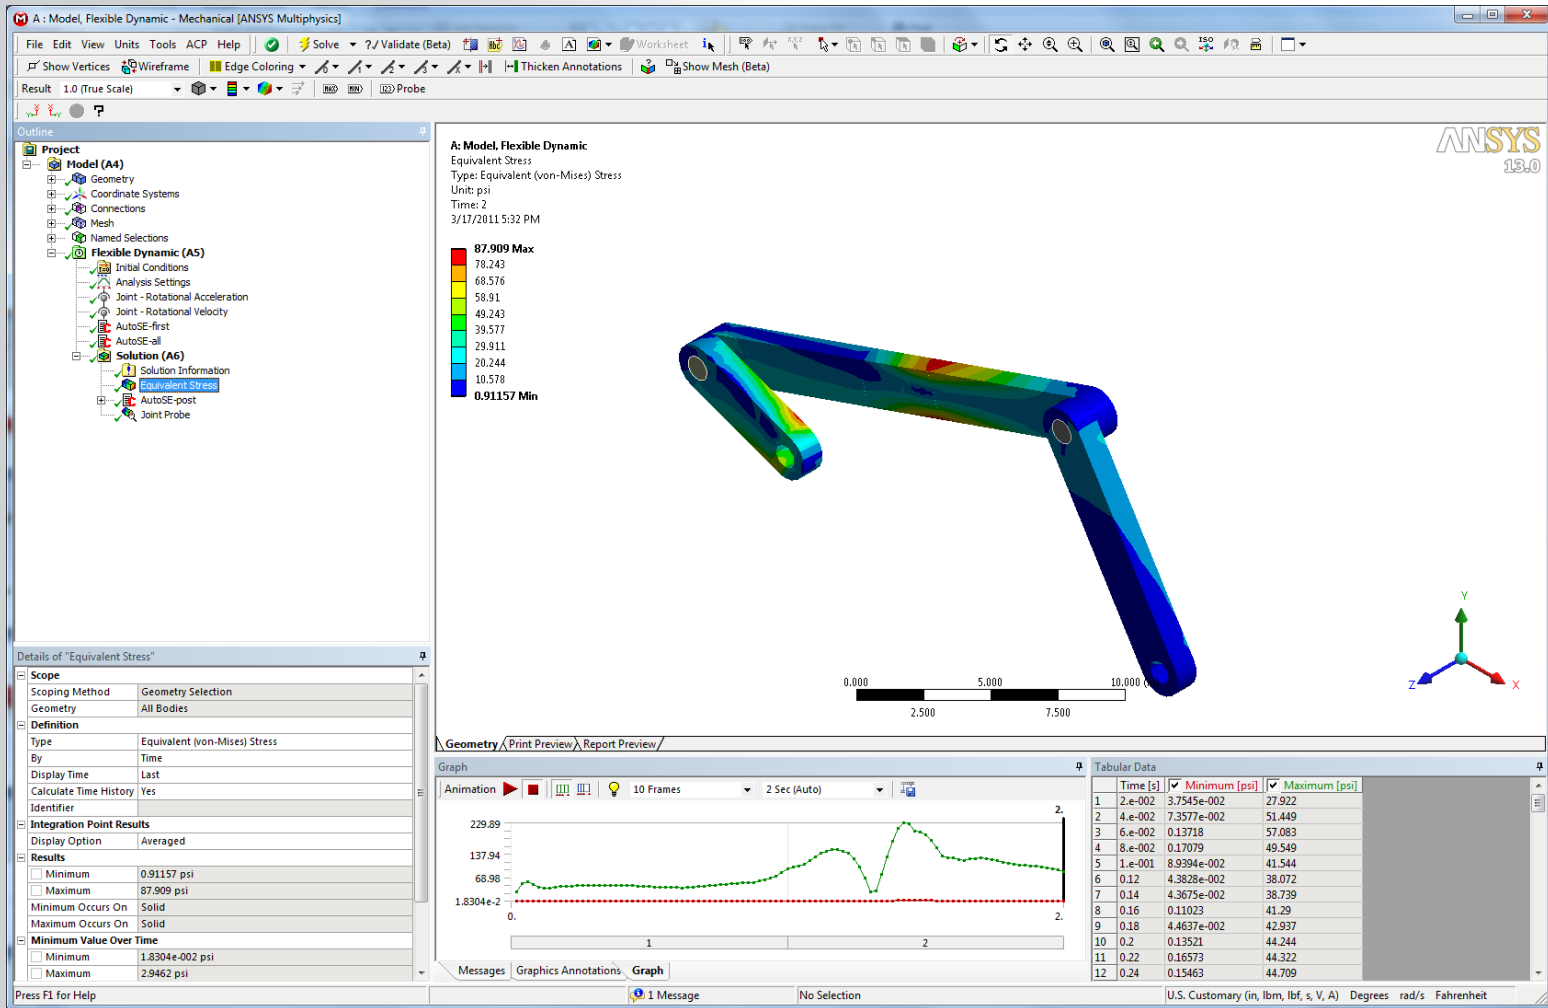 A : Model, Flexible Dynamic - Mechanical [ANSYS Multiphysics]
File Edit View Units Tools ACP Help Solve ?/ Validate (Beta) Worksheet
Show Vertices Wireframe Edge Coloring Thicken Annotations Show Mesh (Beta)
Result 1.0 (True Scale) MAX MIN Probe
Outline
Project
Model (A4)
Geometry
Coordinate Systems
Connections
Mesh
Named Selections
Flexible Dynamic (A5)
Initial Conditions
Analysis Settings
Joint - Rotational Acceleration
Joint - Rotational Velocity
AutoSE-first
AutoSE-all
Solution (A6)
Solution Information
Equivalent Stress
AutoSE-post
Joint Probe
A: Model, Flexible Dynamic
Equivalent Stress
Type: Equivalent (von-Mises) Stress
Unit: psi
Time: 2
3/17/2011 5:32 PM
87.909 Max
78.243
68.576
58.91
49.243
39.577
29.911
20.244
10.578
0.91157 Min
ANSYS
13.0
0.000 5.000 10.000
2.500 7.500
Y
Z X
Geometry Print Preview Report Preview
Details of "Equivalent Stress"
Scope
Scoping Method Geometry Selection
Geometry All Bodies
Definition
Type Equivalent (von-Mises) Stress
By Time
Display Time Last
Calculate Time History Yes
Identifier
Integration Point Results
Display Option Averaged
Results
Minimum 0.91157 psi
Maximum 87.909 psi
Minimum Occurs On Solid
Maximum Occurs On Solid
Minimum Value Over Time
Minimum 1.8304e-002 psi
Maximum 2.9462 psi
Graph
Animation 10 Frames 2 Sec (Auto)
2.
229.89
137.94
68.98
1.8304e-2
0. 2.
1 2
Messages Graphics Annotations Graph
Tabular Data
Time [s] Minimum [psi] Maximum [psi]
1 2.e-002 3.7545e-002 27.922
2 4.e-002 7.3577e-002 51.449
3 6.e-002 0.13718 57.083
4 8.e-002 0.17079 49.549
5 1.e-001 8.9394e-002 41.544
6 0.12 4.3828e-002 38.072
7 0.14 4.3675e-002 38.739
8 0.16 0.11023 41.29
9 0.18 4.4637e-002 42.937
10 0.2 0.13521 44.244
11 0.22 0.16573 44.322
12 0.24 0.15463 44.709
Press F1 for Help 1 Message No Selection U.S. Customary (in, lbm, lbf, s, V, A) Degrees rad/s Fahrenheit